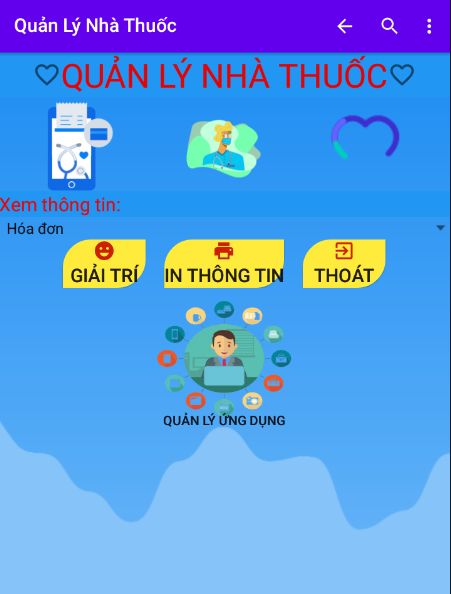 Quản Lý Nhà Thuốc
QUẢN LÝ NHÀ THUỐC
Xem thông tin:
Hóa đơn
GIẢI TRÍ IN THÔNG TIN THOÁT
QUẢN LÝ ỨNG DỤNG